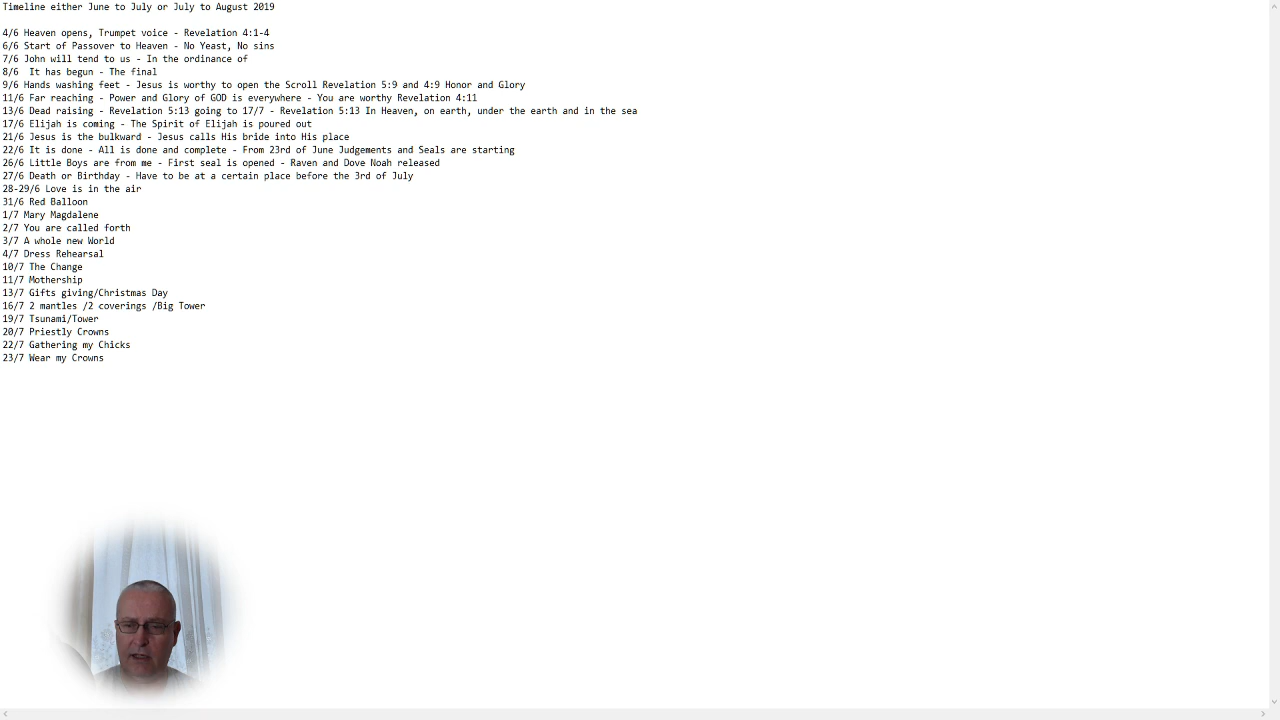 Timeline either June to July or July to August 2019
4/6 Heaven opens, Trumpet voice - Revelation 4:1-4
6/6 Start of Passover to Heaven - No Yeast, No sins
7/6 John will tend to us - In the ordinance of
8/6  It has begun - The final
9/6 Hands washing feet - Jesus is worthy to open the Scroll Revelation 5:9 and 4:9 Honor and Glory
11/6 Far reaching - Power and Glory of GOD is everywhere - You are worthy Revelation 4:11
13/6 Dead raising - Revelation 5:13 going to 17/7 - Revelation 5:13 In Heaven, on earth, under the earth and in the sea
17/6 Elijah is coming - The Spirit of Elijah is poured out
21/6 Jesus is the bulkward - Jesus calls His bride into His place
22/6 It is done - All is done and complete - From 23rd of June Judgements and Seals are starting
26/6 Little Boys are from me - First seal is opened - Raven and Dove Noah released
27/6 Death or Birthday - Have to be at a certain place before the 3rd of July
28-29/6 Love is in the air
31/6 Red Balloon
1/7 Mary Magdalene
2/7 You are called forth
3/7 A whole new World
4/7 Dress Rehearsal
10/7 The Change
11/7 Mothership
13/7 Gifts giving/Christmas Day
16/7 2 mantles /2 coverings /Big Tower
19/7 Tsunami/Tower
20/7 Priestly Crowns
22/7 Gathering my Chicks
23/7 Wear my Crowns